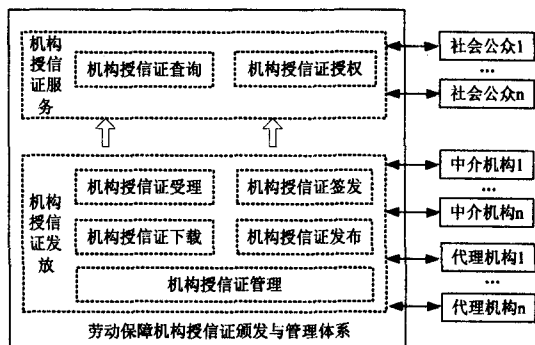 机构
授信
证服
务
机构授信证查询
机构授信证授权
机构
授信
证发
放
机构授信证受理
机构授信证签发
机构授信证下载
机构授信证发布
机构授信证管理
劳动保障机构授信证颁发与管理体系
社会公众1
...
社会公众n
中介机构1
...
中介机构n
代理机构1
...
代理机构n